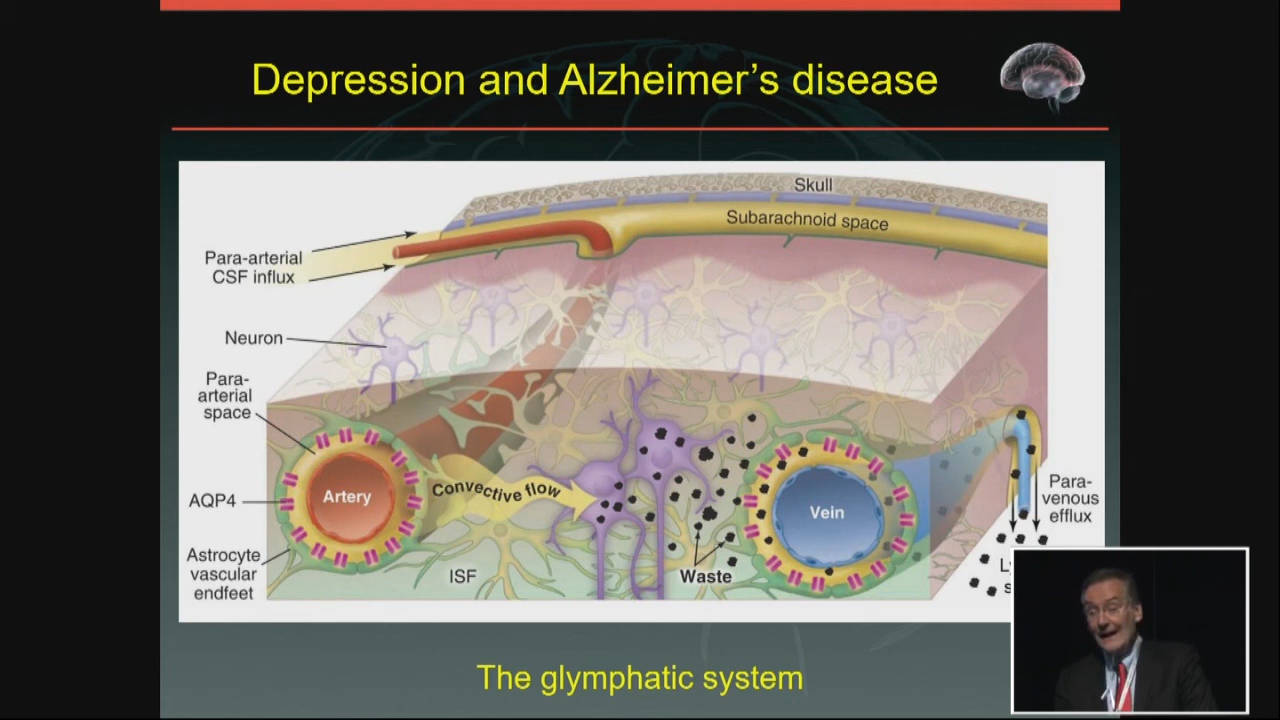 Depression and Alzheimer's disease
Skull
Subarachnoid space
Para-arterial
CSF influx
Neuron
Para-
arterial
space
AQP4
Astrocyte
vascular
endfeet
Artery
Convective flow
ISF
Waste
Vein
Para-
venous
efflux
The glymphatic system